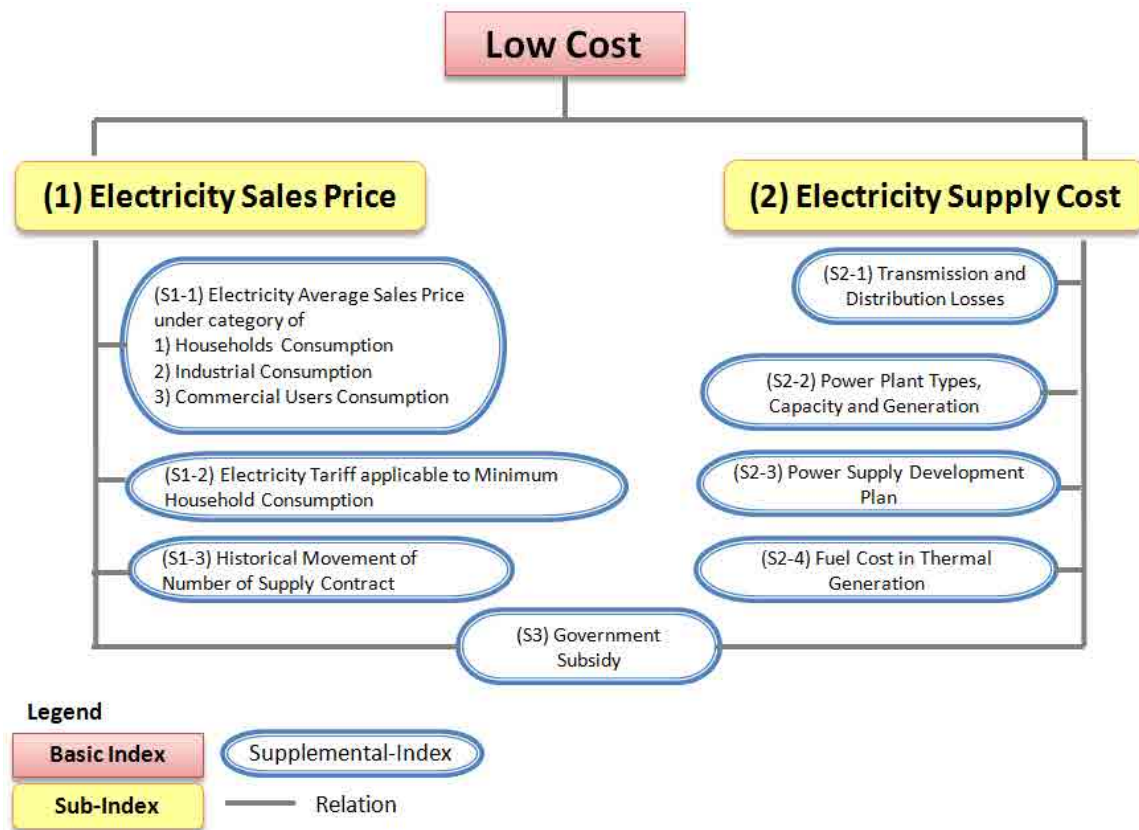 Low Cost
(1) Electricity Sales Price
(S1-1) Electricity Average Sales Price
under category of
1) Households Consumption
2) Industrial Consumption
3) Commercial Users Consumption
(S1-2) Electricity Tariff applicable to Minimum
Household Consumption
(S1-3) Historical Movement of
Number of Supply Contract
(2) Electricity Supply Cost
(S2-1) Transmission and
Distribution Losses
(S2-2) Power Plant Types,
Capacity and Generation
(S2-3) Power Supply Development
Plan
(S2-4) Fuel Cost in Thermal
Generation
(S3) Government
Subsidy
Legend
Basic Index
Supplemental-Index
Sub-Index
Relation